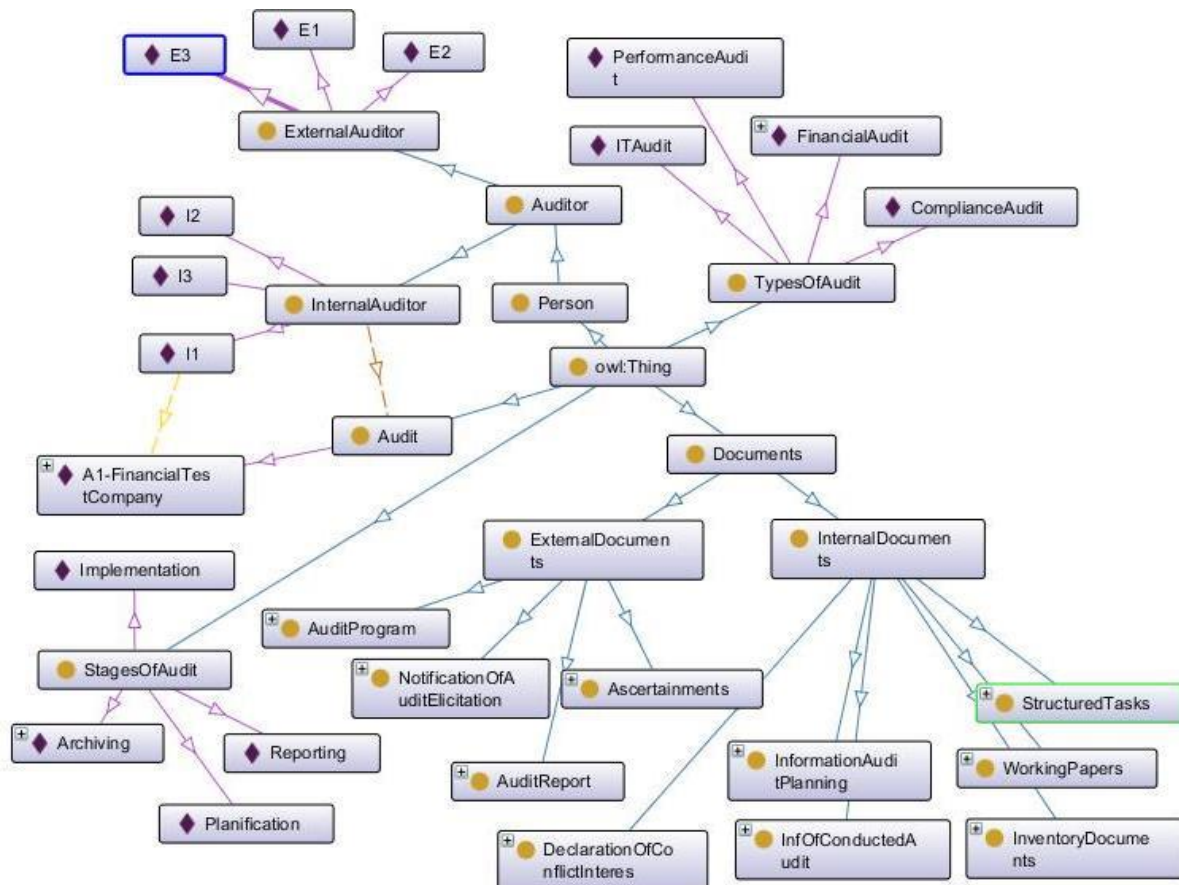 E3
E1
E2
PerformanceAudi
t
ExternalAuditor
ITAudit
FinancialAudit
Auditor
ComplianceAudit
I2
I3
InternalAuditor
Person
TypesOfAudit
I1
owl:Thing
Audit
Documents
A1-FinancialTes
tCompany
ExternalDocumen
ts
InternalDocumen
ts
Implementation
AuditProgram
StagesOfAudit
NotificationOfA
uditElicitation
Ascertainments
StructuredTasks
Archiving
Reporting
AuditReport
InformationAudi
tPlanning
WorkingPapers
Planification
DeclarationOfCo
nflictInteres
InfOfConductedA
udit
InventoryDocume
nts